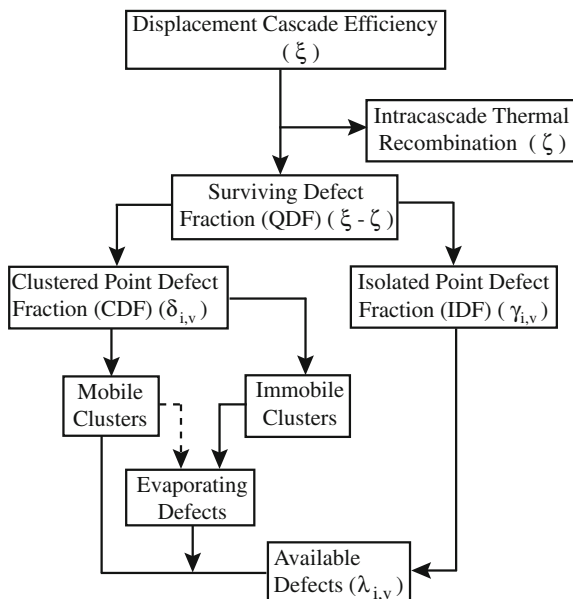 Displacement Cascade Efficiency
( ξ )
Intracascade Thermal
Recombination ( ζ )
Surviving Defect
Fraction (QDF) ( ξ - ζ )
Clustered Point Defect
Fraction (CDF) (δi,v)
Isolated Point Defect
Fraction (IDF) ( γi,v)
Mobile
Clusters
Immobile
Clusters
Evaporating
Defects
Available
Defects (λi,v)